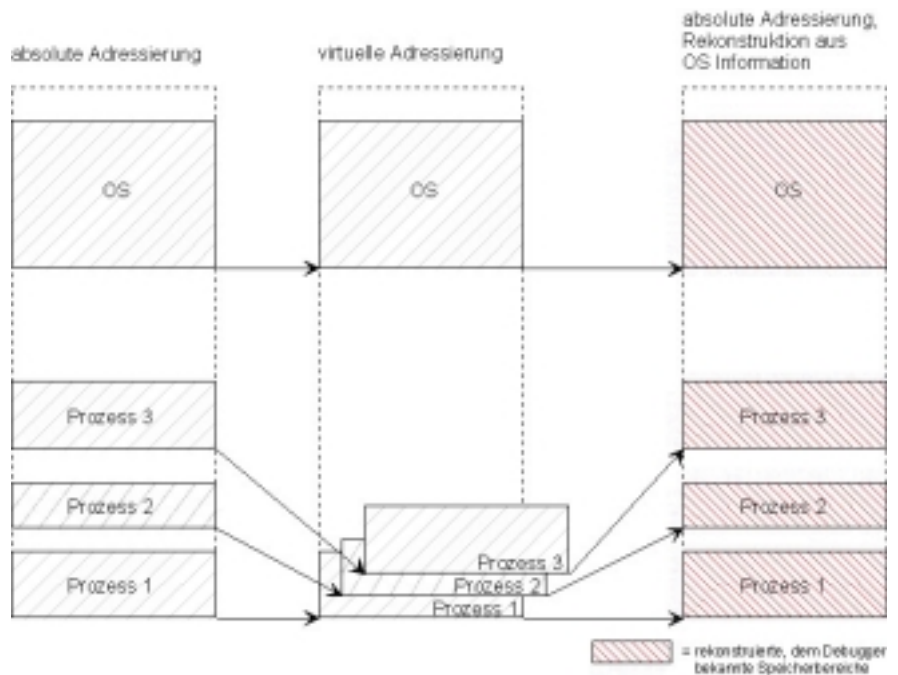 absolute Adressierung
virtuelle Adressierung
absolute Adressierung,
Rekonstruktion aus
OS Information
OS
OS
OS
Prozess 3
Prozess 2
Prozess 1
Prozess 3
Prozess 2
Prozess 1
Prozess 3
Prozess 2
Prozess 1
= rekonstruierte, dem Debugger
bekannte Speicherbereiche